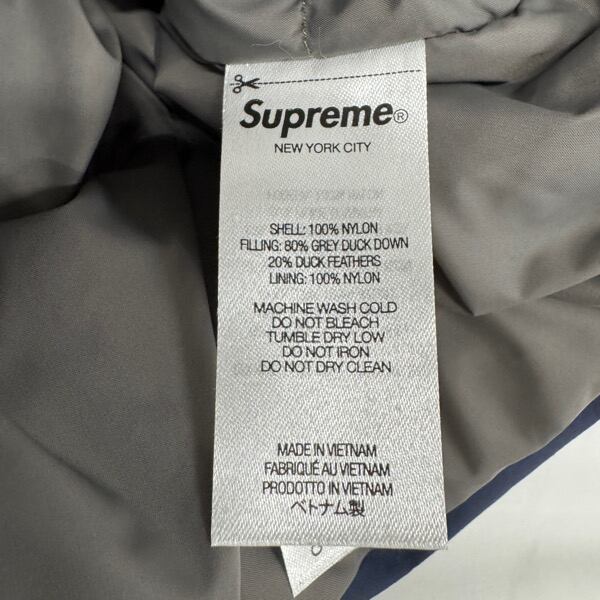 Supreme®
NEW YORK CITY
SHELL: 100% NYLON
FILLING: 80% GREY DUCK DOWN
20% DUCK FEATHERS
LINING: 100% NYLON
MACHINE WASH COLD
DO NOT BLEACH
TUMBLE DRY LOW
DO NOT IRON
DO NOT DRY CLEAN
MADE IN VIETNAM
FABRIQUÉ AU VIETNAM
PRODOTTO IN VIETNAM
ベトナム製